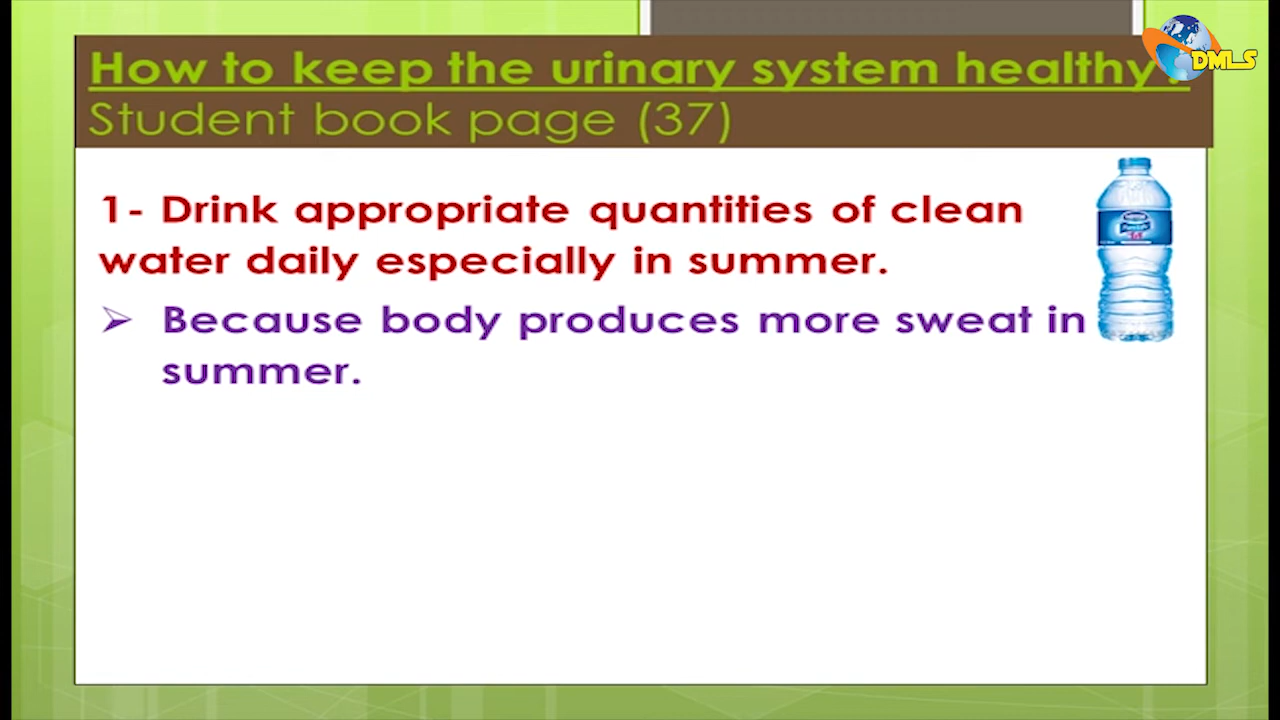 How to keep the urinary system healthy?
Student book page (37)
DMLS
1- Drink appropriate quantities of clean
water daily especially in summer.
➢ Because body produces more sweat in
summer.